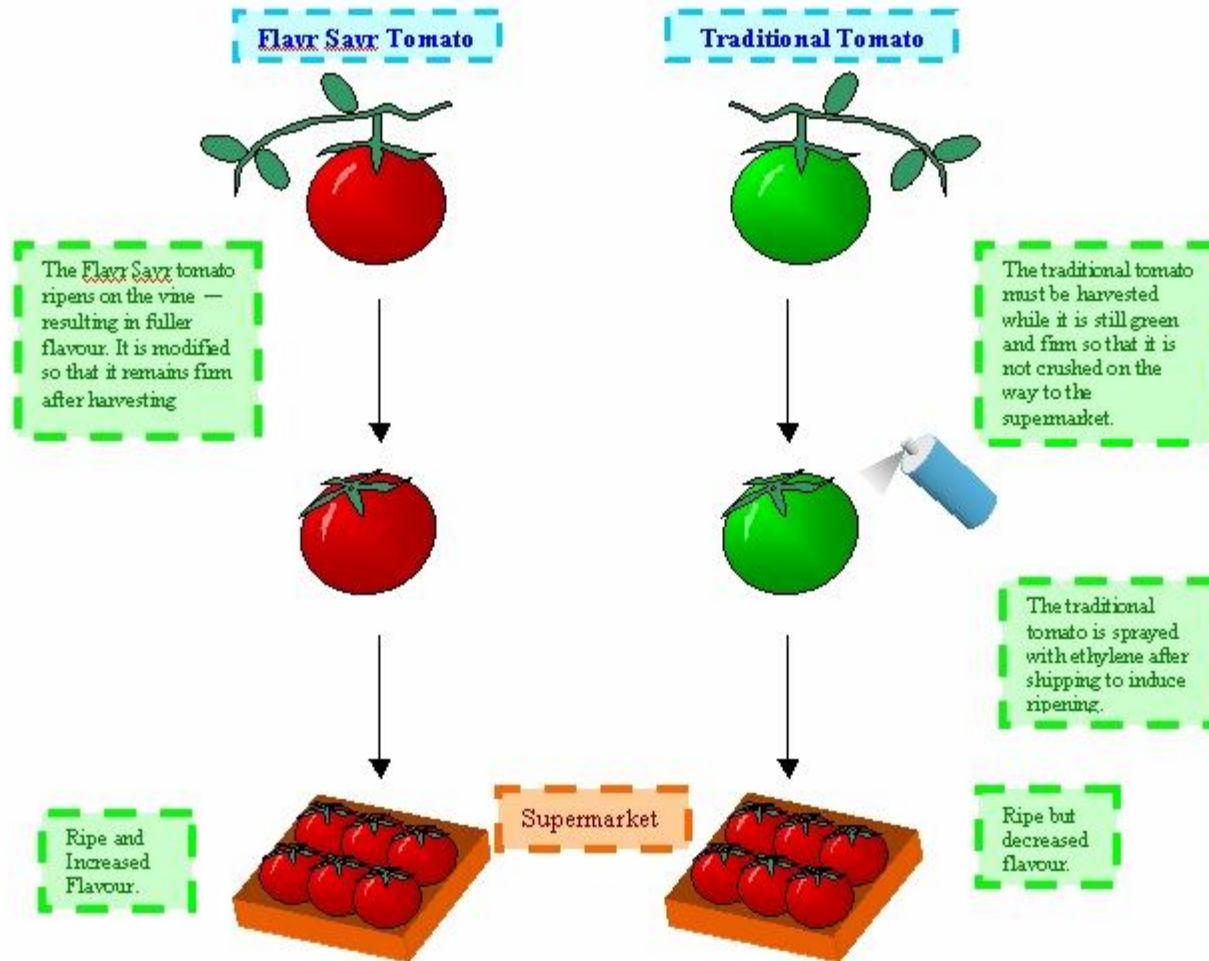 Flavr Savr Tomato
Traditional Tomato
The Flavr Savr tomato
ripens on the vine —
resulting in fuller
flavour. It is modified
so that it remains firm
after harvesting
The traditional tomato
must be harvested
while it is still green
and firm so that it is
not crushed on the
way to the
supermarket.
The traditional
tomato is sprayed
with ethylene after
shipping to induce
ripening.
Ripe and
Increased
Flavour.
Supermarket
Ripe but
decreased
flavour.